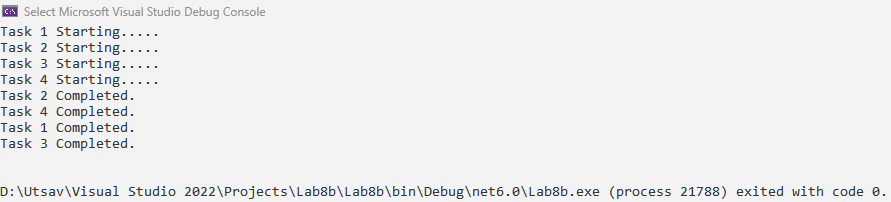 Select Microsoft Visual Studio Debug Console
Task 1 Starting.....
Task 2 Starting.....
Task 3 Starting.....
Task 4 Starting.....
Task 2 Completed.
Task 4 Completed.
Task 1 Completed.
Task 3 Completed.
D:\Utsav\Visual Studio 2022\Projects\Lab8b\Lab8b\bin\Debug\net6.0\Lab8b.exe (process 21788) exited with code 0.